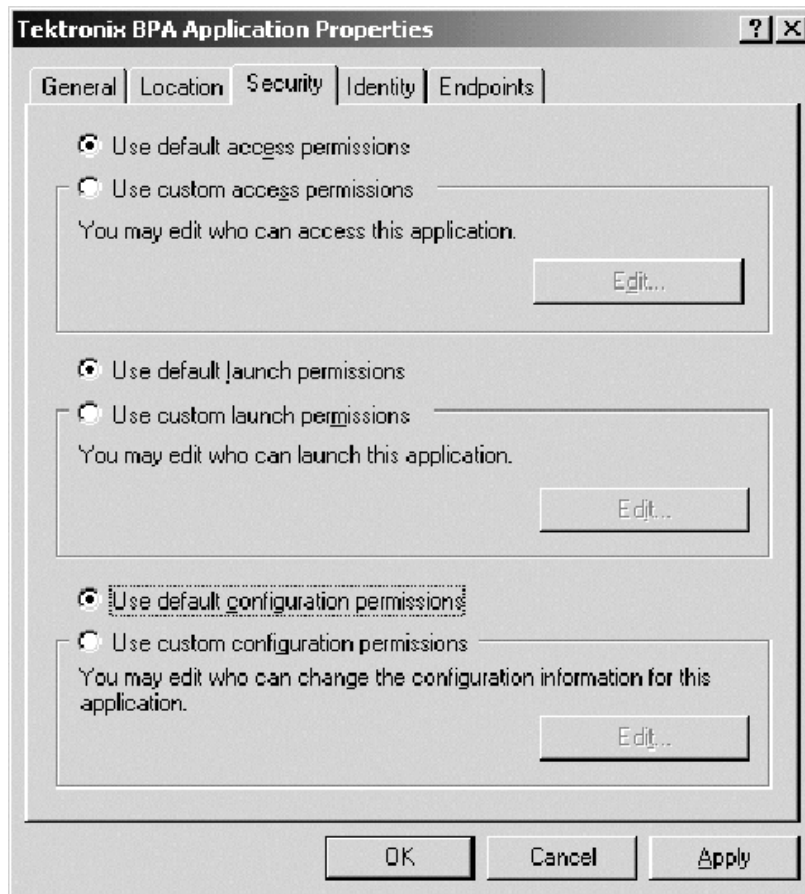 Tektronix BPA Application Properties
General Location Security Identity Endpoints
Use default access permissions
Use custom access permissions
You may edit who can access this application.
Edit...
Use default launch permissions
Use custom launch permissions
You may edit who can launch this application.
Edit...
Use default configuration permissions
Use custom configuration permissions
You may edit who can change the configuration information for this
application.
Edit...
OK Cancel Apply